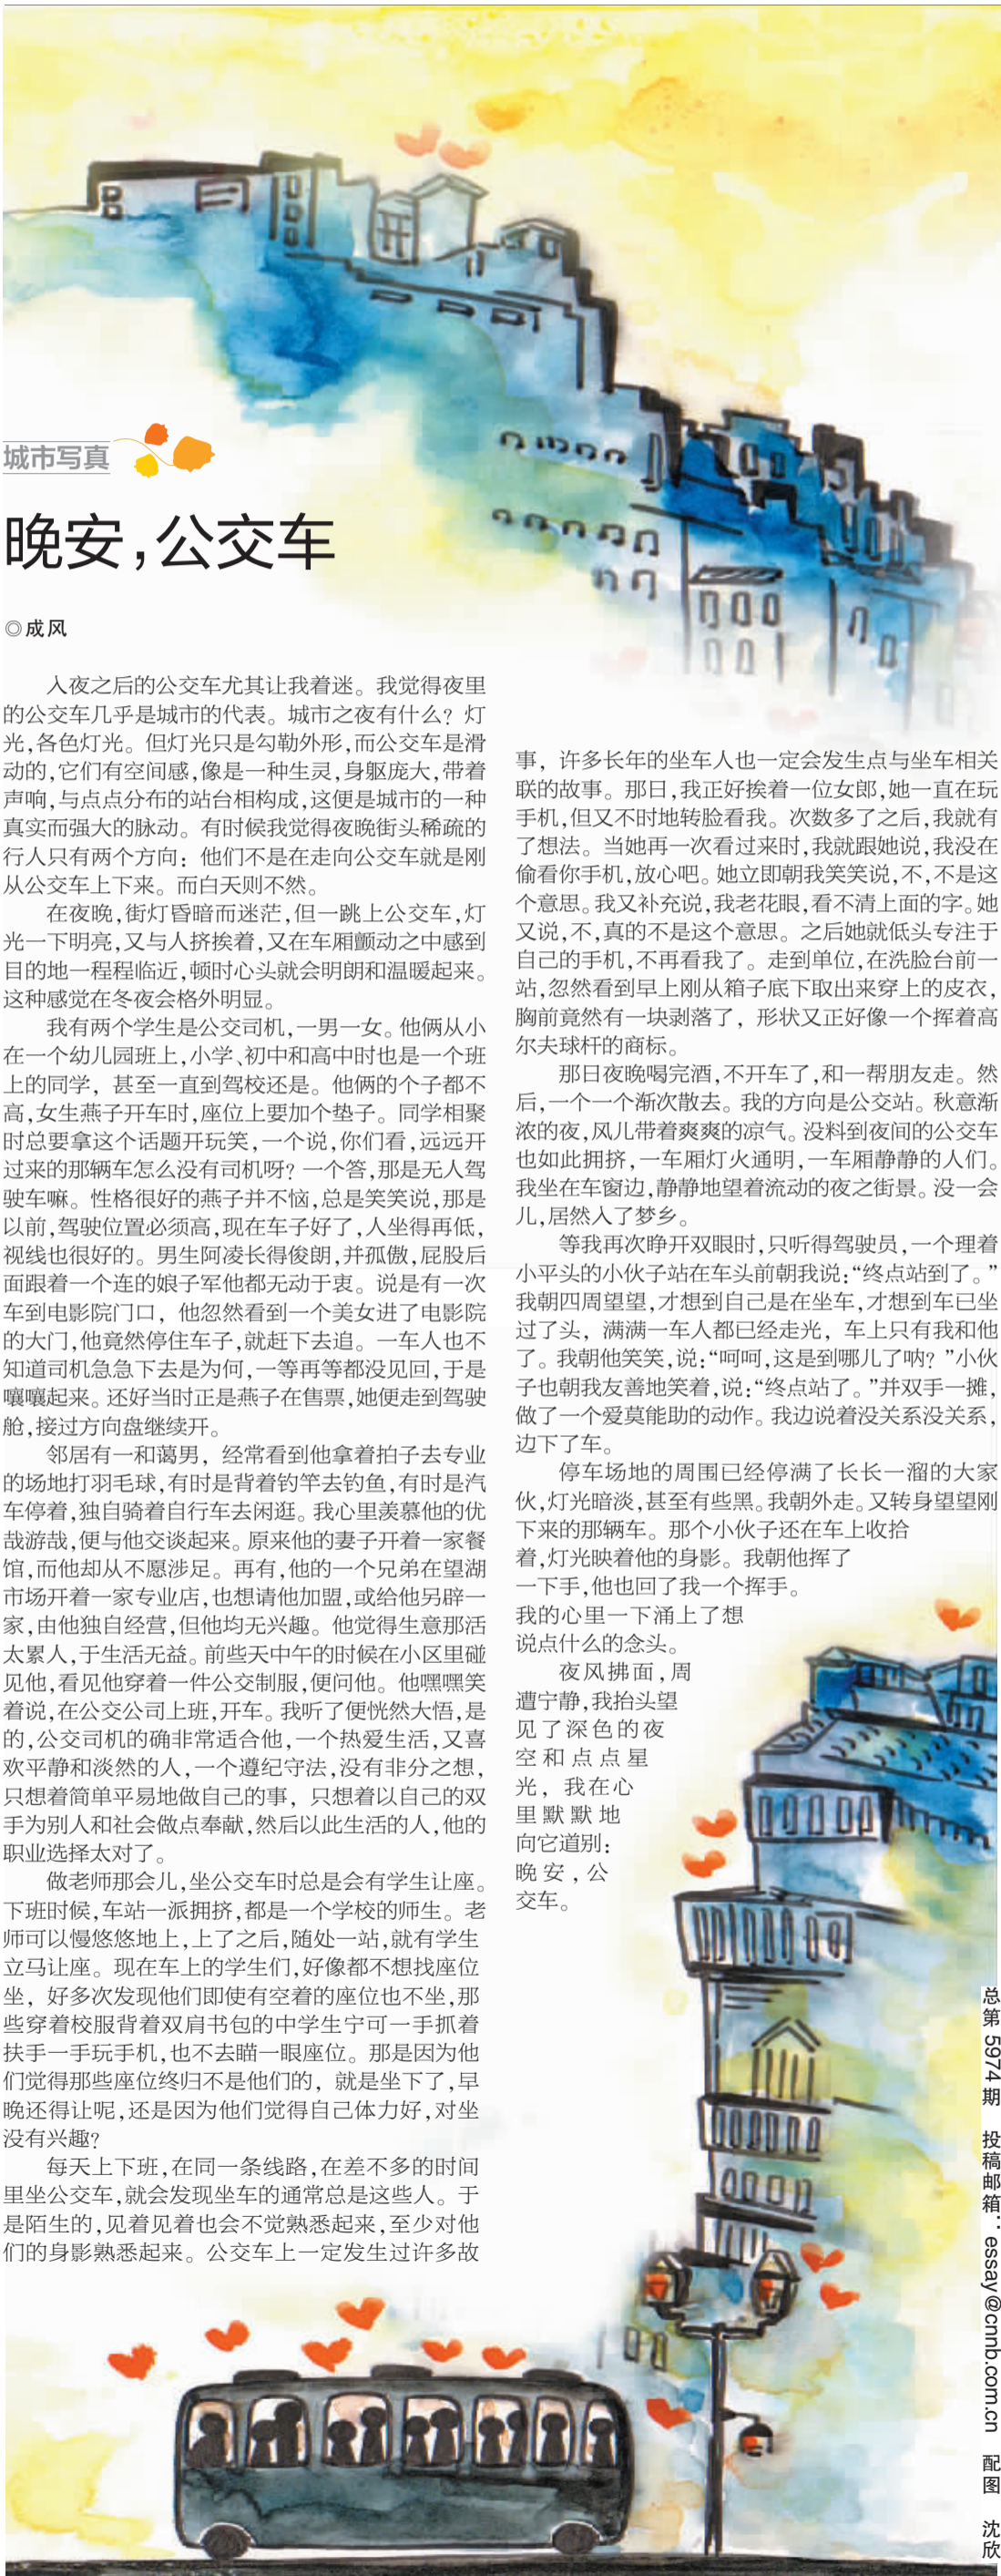 城市写真
晚安,公交车
◎成风
入夜之后的公交车尤其让我着迷。我觉得夜里
的公交车几乎是城市的代表。城市之夜有什么？灯
光,各色灯光。但灯光只是勾勒外形,而公交车是滑
动的,它们有空间感,像是一种生灵,身躯庞大,带着
声响,与点点分布的站台相构成,这便是城市的一种
真实而强大的脉动。有时候我觉得夜晚街头稀疏的
行人只有两个方向：他们不是在走向公交车就是刚
从公交车上下来。而白天则不然。
在夜晚,街灯昏暗而迷茫,但一跳上公交车,灯
光一下明亮,又与人挤挨着,又在车厢颤动之中感到
目的地一程程临近,顿时心头就会明朗和温暖起来。
这种感觉在冬夜会格外明显。
我有两个学生是公交司机,一男一女。他俩从小
在一个幼儿园班上,小学、初中和高中时也是一个班
上的同学，甚至一直到驾校还是。他俩的个子都不
高,女生燕子开车时,座位上要加个垫子。同学相聚
时总要拿这个话题开玩笑,一个说,你们看,远远开
过来的那辆车怎么没有司机呀？一个答,那是无人驾
驶车嘛。性格很好的燕子并不恼,总是笑笑说,那是
以前,驾驶位置必须高,现在车子好了,人坐得再低,
视线也很好的。男生阿凌长得俊朗,并孤傲,屁股后
面跟着一个连的娘子军他都无动于衷。说是有一次
车到电影院门口，他忽然看到一个美女进了电影院
的大门,他竟然停住车子,就赶下去追。一车人也不
知道司机急急下去是为何,一等再等都没见回,于是
嚷嚷起来。还好当时正是燕子在售票,她便走到驾驶
舱,接过方向盘继续开。
邻居有一和蔼男，经常看到他拿着拍子去专业
的场地打羽毛球,有时是背着钓竿去钓鱼,有时是汽
车停着,独自骑着自行车去闲逛。我心里羡慕他的优
哉游哉,便与他交谈起来。原来他的妻子开着一家餐
馆,而他却从不愿涉足。再有,他的一个兄弟在望湖
市场开着一家专业店,也想请他加盟,或给他另辟一
家,由他独自经营,但他均无兴趣。他觉得生意那活
太累人,于生活无益。前些天中午的时候在小区里碰
见他,看见他穿着一件公交制服,便问他。他嘿嘿笑
着说,在公交公司上班,开车。我听了便恍然大悟,是
的,公交司机的确非常适合他,一个热爱生活,又喜
欢平静和淡然的人,一个遵纪守法,没有非分之想,
只想着简单平易地做自己的事，只想着以自己的双
手为别人和社会做点奉献,然后以此生活的人,他的
职业选择太对了。
做老师那会儿,坐公交车时总是会有学生让座。
下班时候,车站一派拥挤,都是一个学校的师生。老
师可以慢悠悠地上,上了之后,随处一站,就有学生
立马让座。现在车上的学生们,好像都不想找座位
坐，好多次发现他们即使有空着的座位也不坐,那
些穿着校服背着双肩书包的中学生宁可一手抓着
扶手一手玩手机,也不去瞄一眼座位。那是因为他
们觉得那些座位终归不是他们的，就是坐下了,早
晚还得让呢,还是因为他们觉得自己体力好,对坐
没有兴趣？
每天上下班,在同一条线路,在差不多的时间
里坐公交车,就会发现坐车的通常总是这些人。于
是陌生的,见着见着也会不觉熟悉起来,至少对他
们的身影熟悉起来。公交车上一定发生过许多故
事，许多长年的坐车人也一定会发生点与坐车相关
联的故事。那日,我正好挨着一位女郎,她一直在玩
手机,但又不时地转脸看我。次数多了之后,我就有
了想法。当她再一次看过来时,我就跟她说,我没在
偷看你手机,放心吧。她立即朝我笑笑说,不,不是这
个意思。我又补充说,我老花眼,看不清上面的字。她
又说,不,真的不是这个意思。之后她就低头专注于
自己的手机,不再看我了。走到单位,在洗脸台前一
站,忽然看到早上刚从箱子底下取出来穿上的皮衣,
胸前竟然有一块剥落了，形状又正好像一个挥着高
尔夫球杆的商标。
那日夜晚喝完酒,不开车了,和一帮朋友走。然
后,一个一个渐次散去。我的方向是公交站。秋意渐
浓的夜,风儿带着爽爽的凉气。没料到夜间的公交车
也如此拥挤,一车厢灯火通明,一车厢静静的人们。
我坐在车窗边,静静地望着流动的夜之街景。没一会
儿,居然入了梦乡。
等我再次睁开双眼时,只听得驾驶员,一个理着
小平头的小伙子站在车头前朝我说:“终点站到了。”
我朝四周望望,才想到自己是在坐车,才想到车已坐
过了头，满满一车人都已经走光，车上只有我和他
了。我朝他笑笑,说:“呵呵,这是到哪儿了呐？”小伙
子也朝我友善地笑着,说:“终点站了。”并双手一摊,
做了一个爱莫能助的动作。我边说着没关系没关系,
边下了车。
停车场地的周围已经停满了长长一溜的大家
伙,灯光暗淡,甚至有些黑。我朝外走。又转身望望刚
下来的那辆车。那个小伙子还在车上收拾
着,灯光映着他的身影。我朝他挥了
一下手,他也回了我一个挥手。
我的心里一下涌上了想
说点什么的念头。
夜风拂面,周
遭宁静,我抬头望
见了深色的夜
空和点点星
光，我在心
里默默地
向它道别:
晚安,公
交车。
总第5974期 投稿邮箱：essay@cnnb.com.cn 配图 沈欣